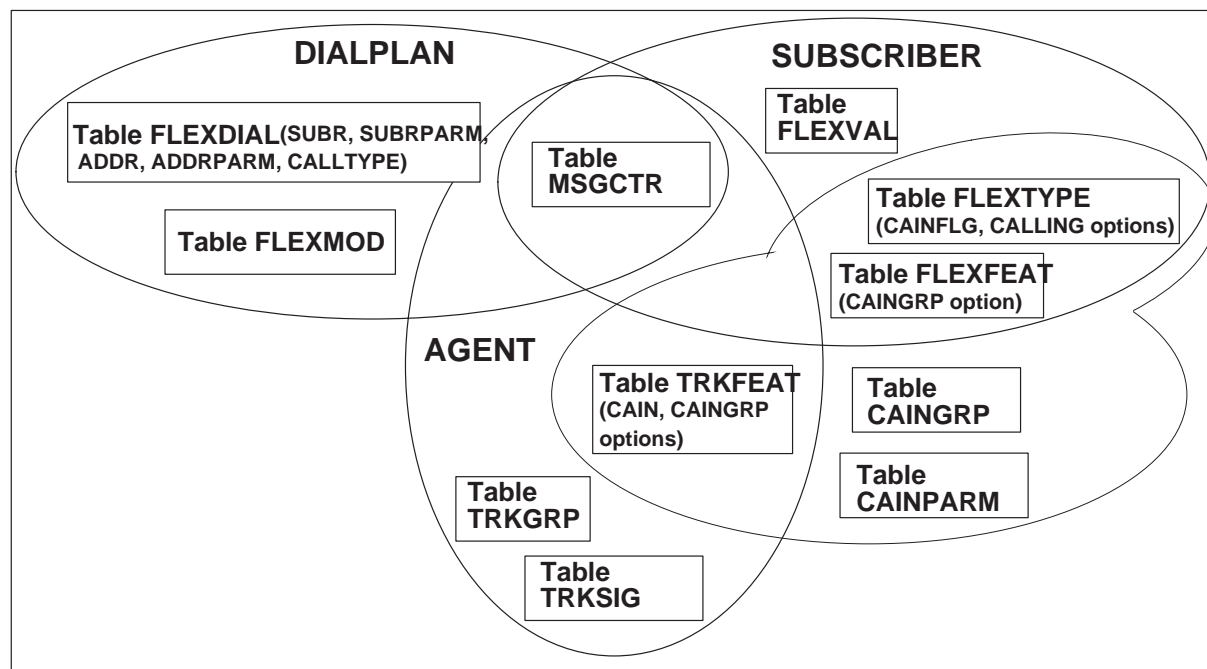 DIALPLAN
SUBSCRIBER
Table FLEXDIAL(SUBR, SUBRPARM,
ADDR, ADDRPARM, CALLTYPE)
Table
FLEXVAL
Table
MSGCTR
Table FLEXMOD
Table FLEXTYPE
(CAINFLG, CALLING options)
Table FLEXFEAT
(CAINGRP option)
AGENT
Table TRKFEAT
(CAIN, CAINGRP
options)
Table
CAINGRP
Table
CAINPARM
Table
TRKGRP
Table
TRKSIG